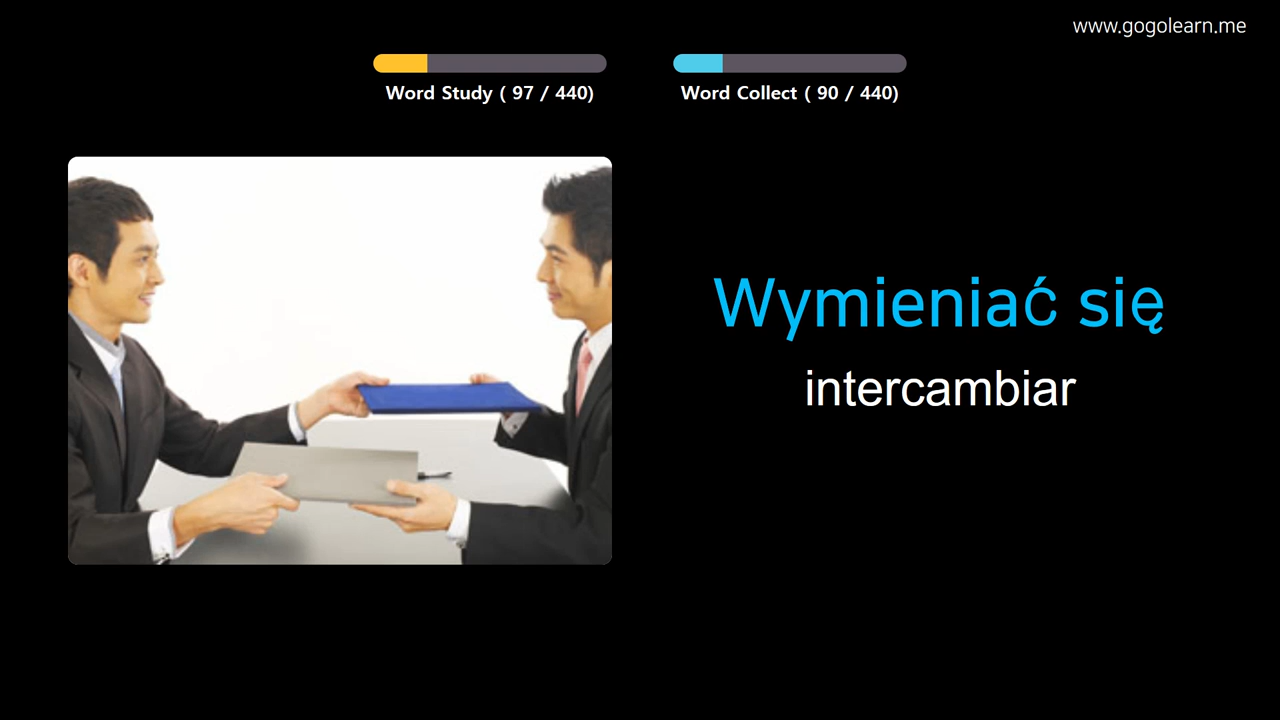 www.gogolearn.me
Word Study ( 97 / 440)
Word Collect ( 90 / 440)
Wymieniać się
intercambiar